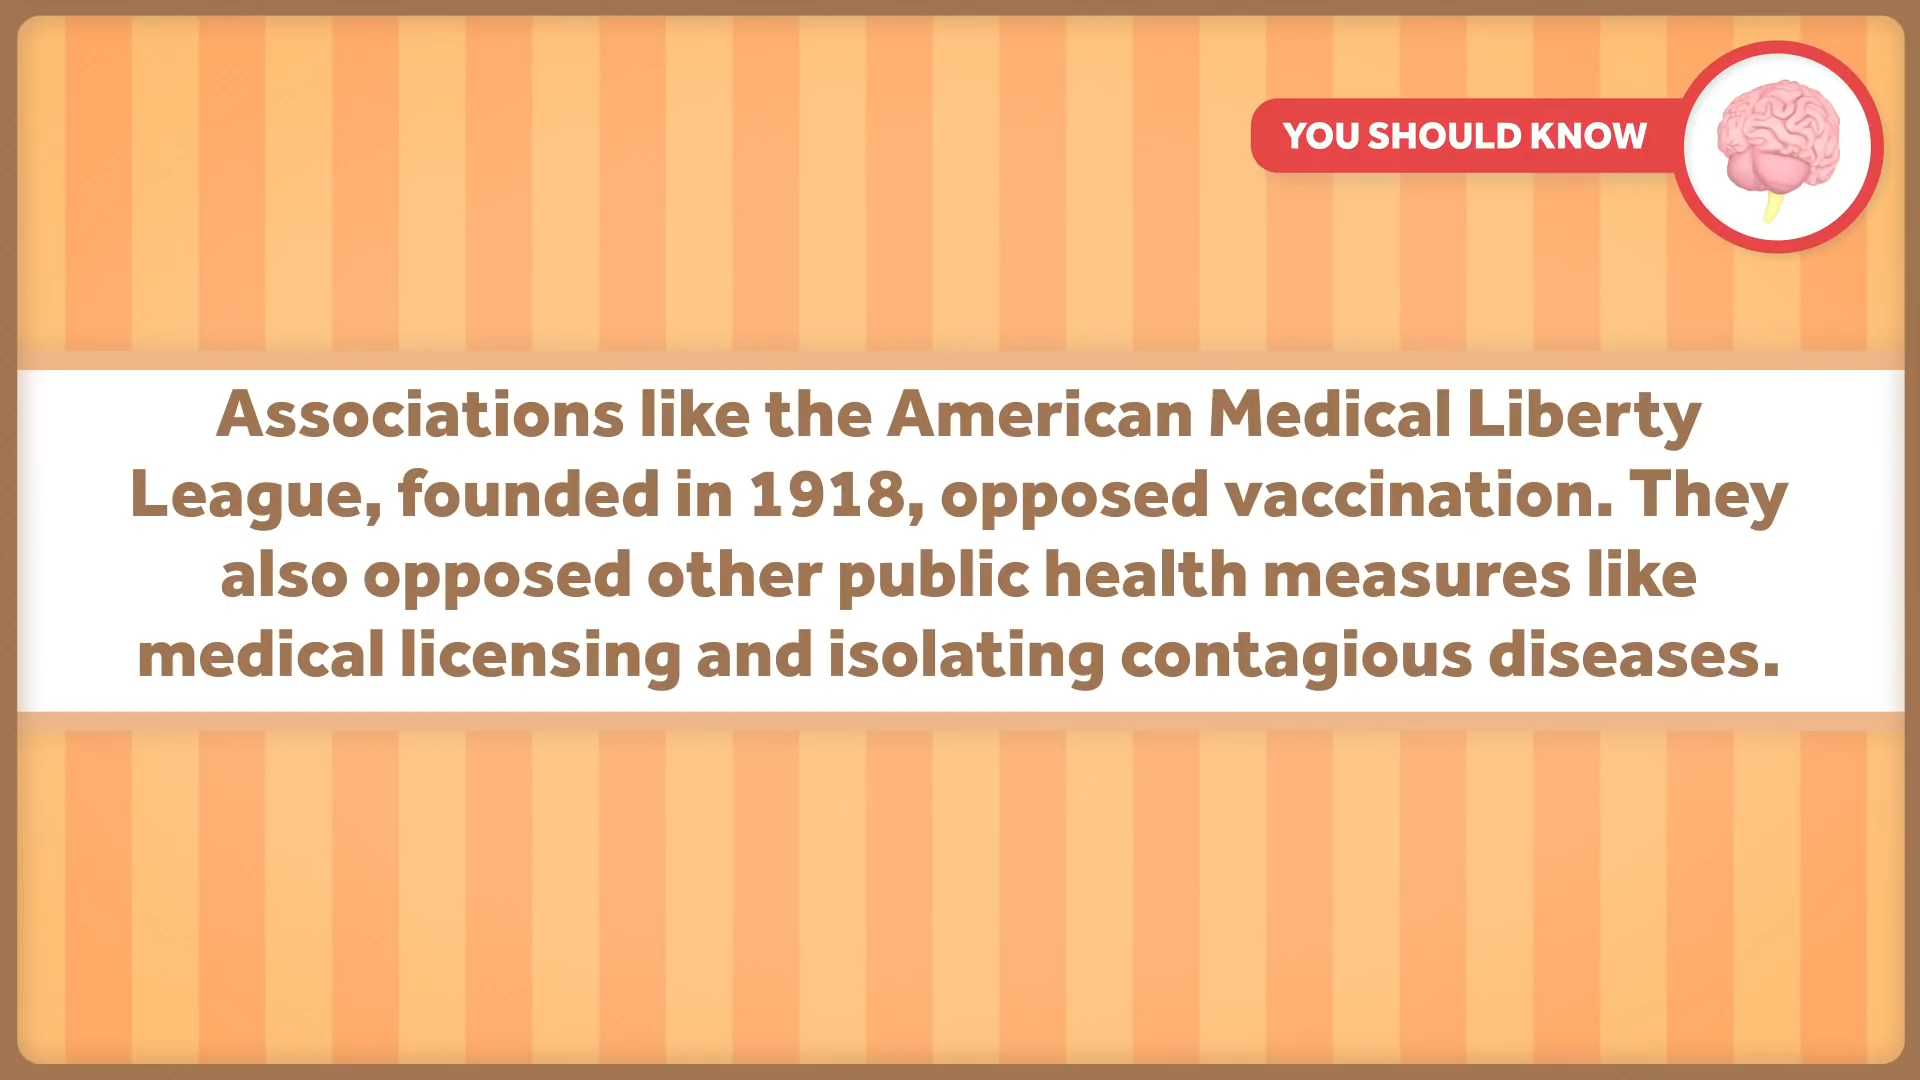 YOU SHOULD KNOW
Associations like the American Medical Liberty
League, founded in 1918, opposed vaccination. They
also opposed other public health measures like
medical licensing and isolating contagious diseases.